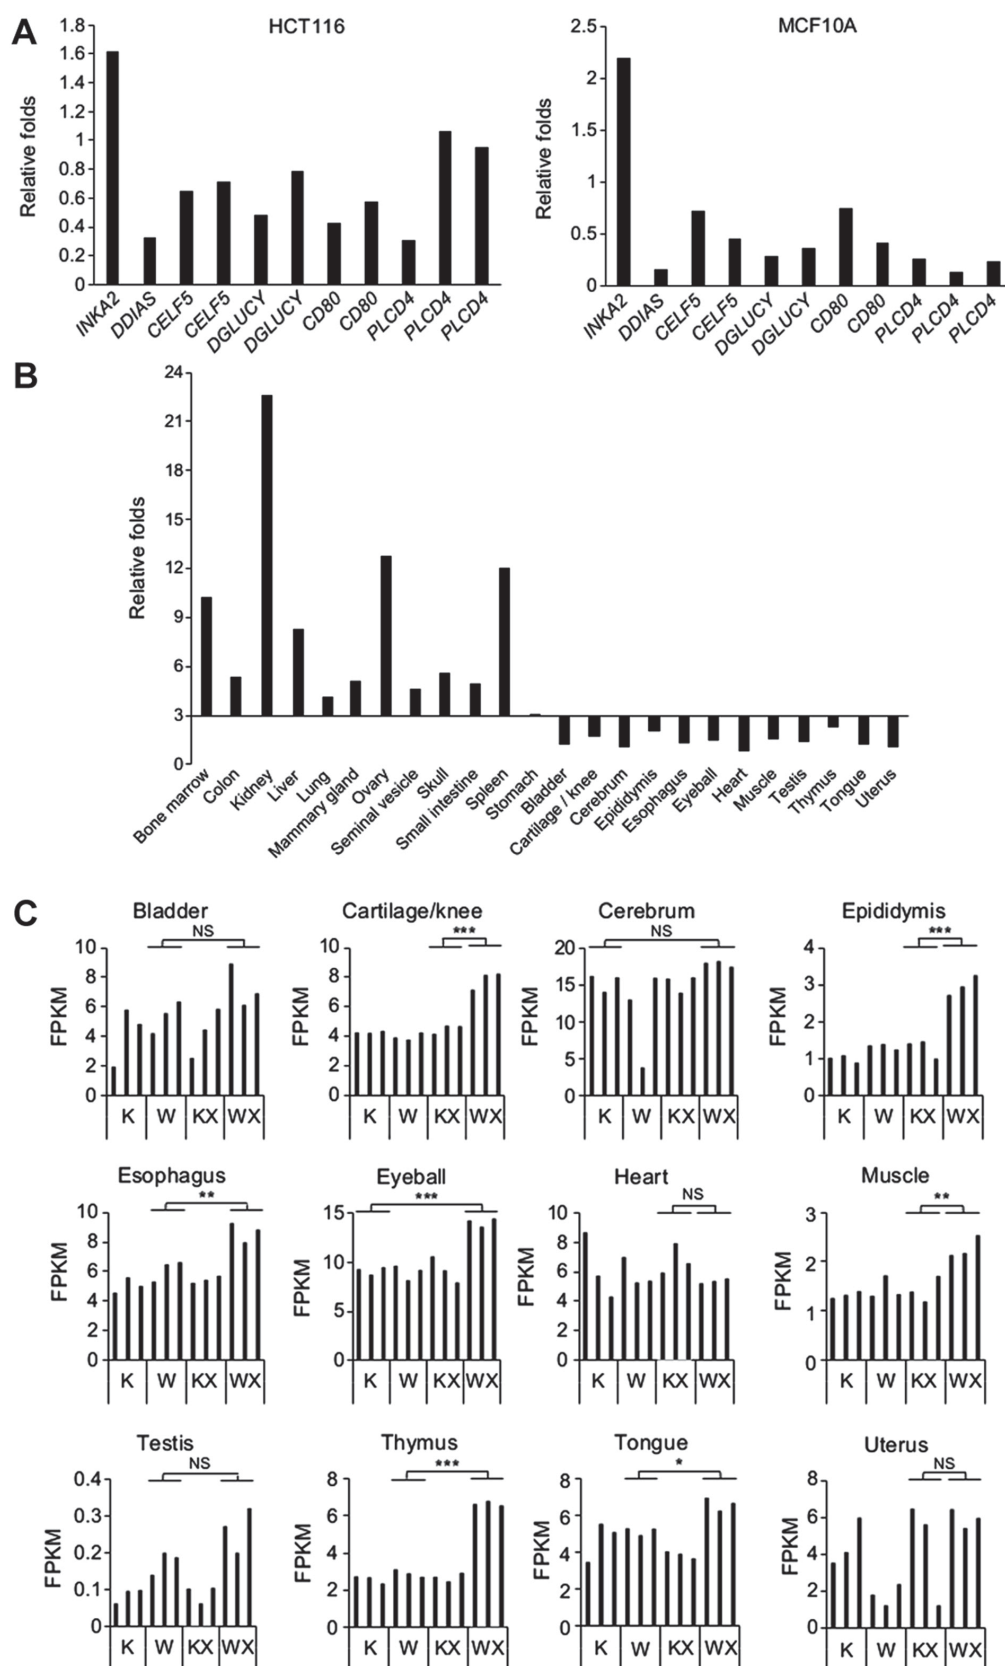 A
HCT116
MCF10A
Relative folds
1.8
1.6
1.4
1.2
1
0.8
0.6
0.4
0.2
0
INKA2
DDIAS
CELF5
CELF5
DGLUCY
DGLUCY
CD80
CD80
PLCD4
PLCD4
PLCD4
Relative folds
2.5
2
1.5
1
0.5
0
INKA2
DDIAS
CELF5
CELF5
DGLUCY
DGLUCY
CD80
CD80
PLCD4
PLCD4
PLCD4
B
Relative folds
24
21
18
15
12
9
6
3
0
Bone marrow
Colon
Kidney
Liver
Lung
Mammary gland
Ovary
Seminal vesicle
Skull
Small Intestine
Spleen
Stomach
Bladder
Cartilage / knee
Cerebrum
Epididymis
Esophagus
Eyeball
Heart
Muscle
Testis
Thymus
Tongue
Uterus
C
Bladder
NS
FPKM
10
8
6
4
2
0
K W KX WX
Cartilage/knee
***
FPKM
10
8
6
4
2
0
K W KX WX
Cerebrum
NS
FPKM
20
15
10
5
0
K W KX WX
Epididymis
***
FPKM
4
3
2
1
0
K W KX WX
Esophagus
**
FPKM
10
8
6
4
2
0
K W KX WX
Eyeball
***
FPKM
15
10
5
0
K W KX WX
Heart
NS
FPKM
10
8
6
4
2
0
K W KX WX
Muscle
**
FPKM
3
2
1
0
K W KX WX
Testis
NS
FPKM
0.4
0.3
0.2
0.1
0
K W KX WX
Thymus
***
FPKM
8
6
4
2
0
K W KX WX
Tongue
*
FPKM
8
6
4
2
0
K W KX WX
Uterus
NS
FPKM
8
6
4
2
0
K W KX WX